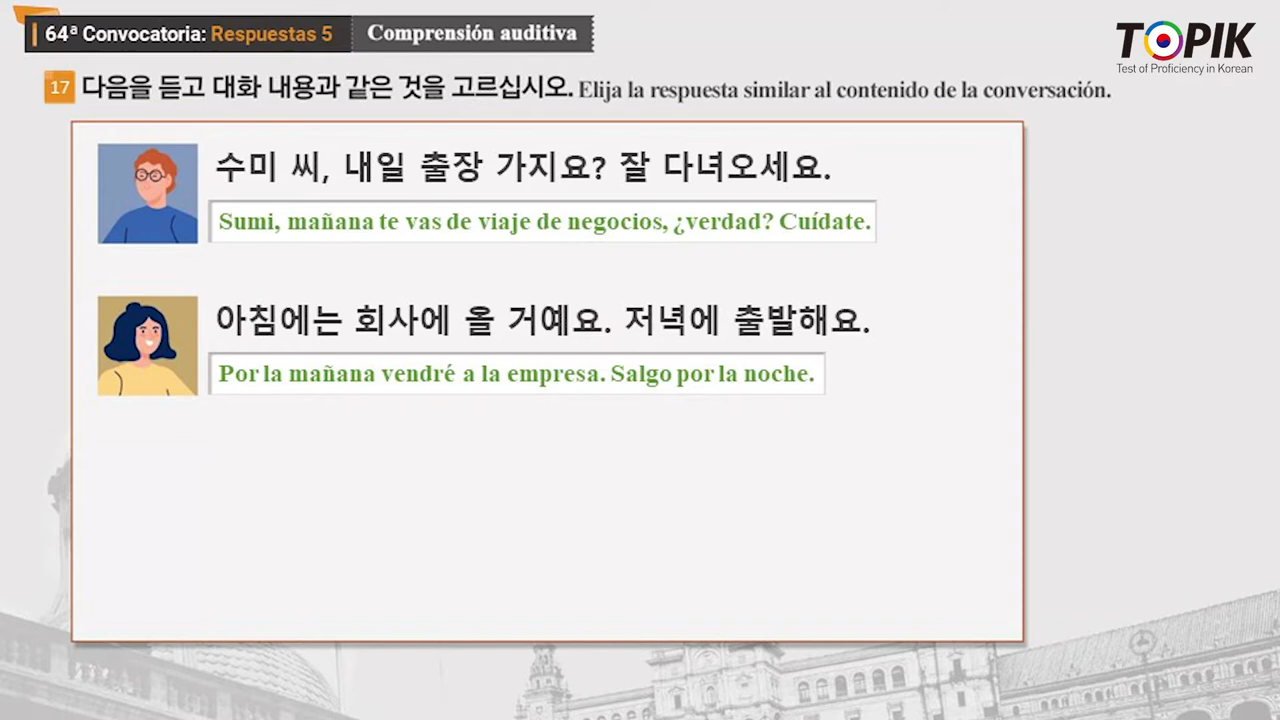 64ª Convocatoria: Respuestas 5 Comprensión auditiva
TOPIK
Test of Proficiency in Korean
17 다음을 듣고 대화 내용과 같은 것을 고르십시오. Elija la respuesta similar al contenido de la conversación.
수미 씨, 내일 출장 가지요? 잘 다녀오세요.
Sumi, mañana te vas de viaje de negocios, ¿verdad? Cuídate.
아침에는 회사에 올 거예요. 저녁에 출발해요.
Por la mañana vendré a la empresa. Salgo por la noche.